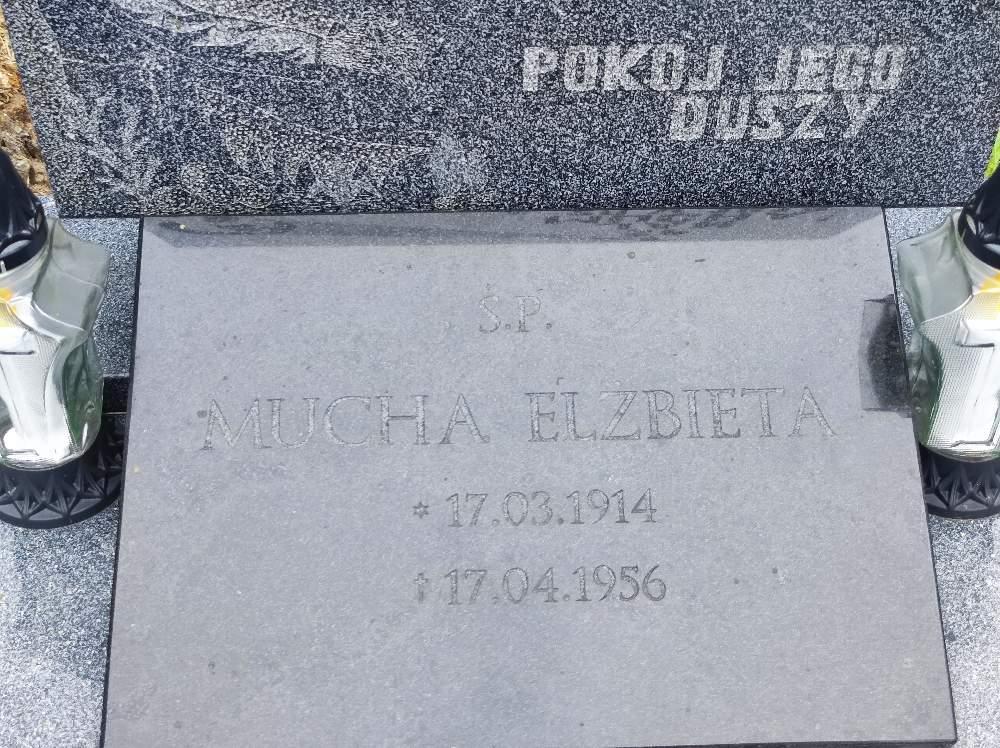 POKOJ JEGO
DUSZY
Ś.P.
MUCHA ELZBIETA
* 17.03.1914
† 17.04.1956